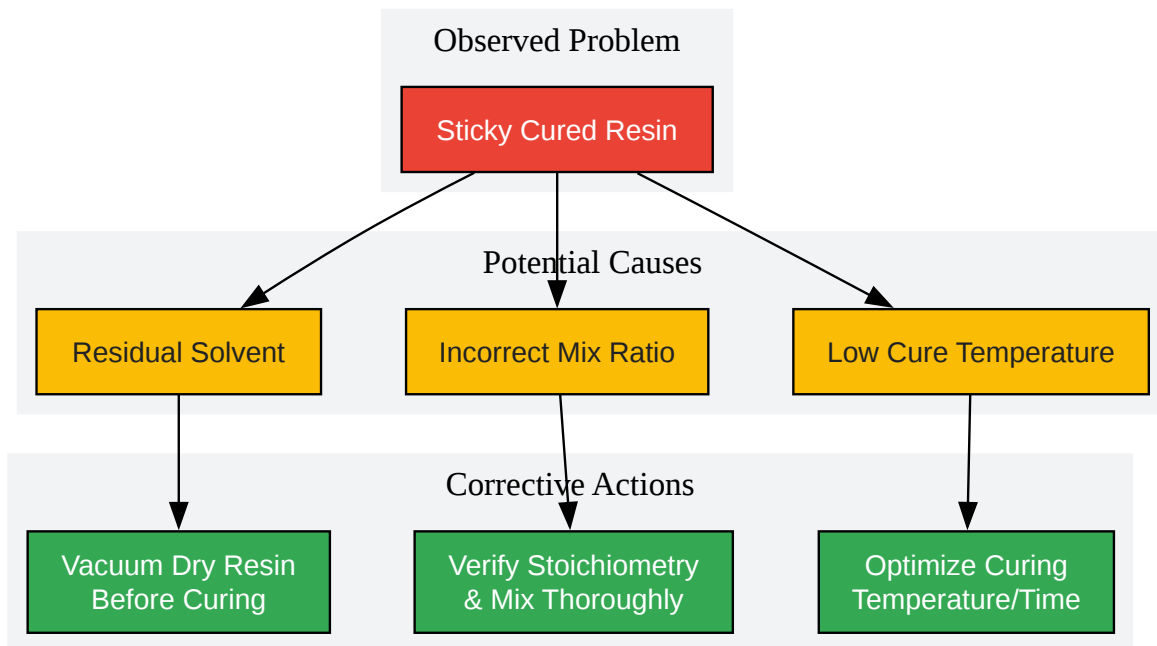 Observed Problem
Sticky Cured Resin
Potential Causes
Residual Solvent
Incorrect Mix Ratio
Low Cure Temperature
Corrective Actions
Vacuum Dry Resin
Before Curing
Verify Stoichiometry
& Mix Thoroughly
Optimize Curing
Temperature/Time